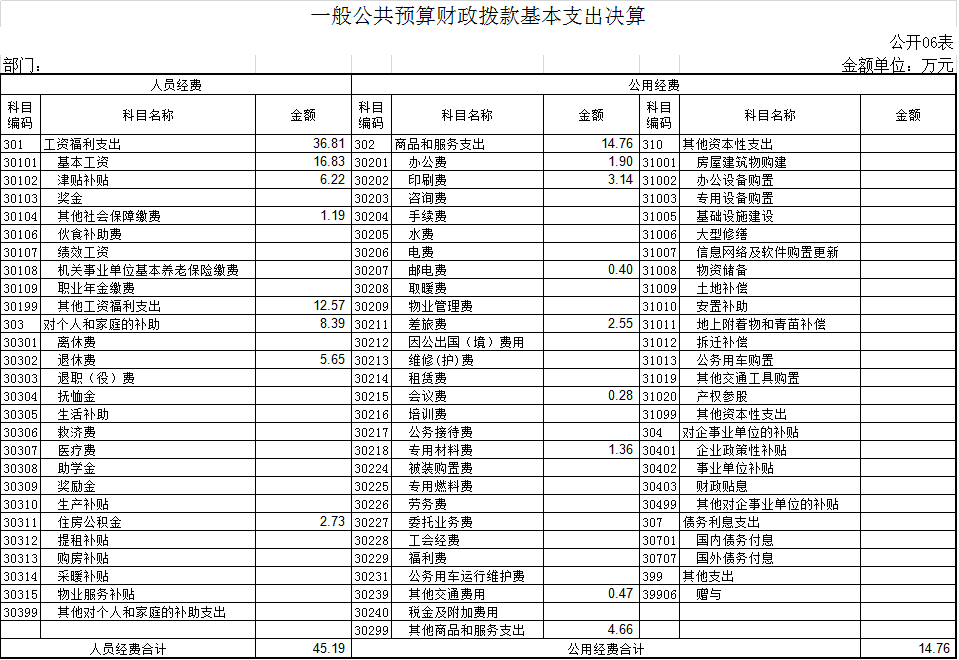 一般公共预算财政拨款基本支出决算
公开06表
部门： 金额单位：万元
人员经费 公用经费
科目编码 科目名称 金额 科目编码 科目名称 金额 科目编码 科目名称 金额
301 工资福利支出 36.81 302 商品和服务支出 14.76 310 其他资本性支出
30101 基本工资 16.83 30201 办公费 1.90 31001 房屋建筑物购建
30102 津贴补贴 6.22 30202 印刷费 3.14 31002 办公设备购置
30103 奖金 30203 咨询费 31003 专用设备购置
30104 其他社会保障缴费 1.19 30204 手续费 31005 基础设施建设
30106 伙食补助费 30205 水费 31006 大型修缮
30107 绩效工资 30206 电费 31007 信息网络及软件购置更新
30108 机关事业单位基本养老保险缴费 30207 邮电费 0.40 31008 物资储备
30109 职业年金缴费 30208 取暖费 31009 土地补偿
30199 其他工资福利支出 12.57 30209 物业管理费 31010 安置补助
303 对个人和家庭的补助 8.39 30211 差旅费 2.55 31011 地上附着物和青苗补偿
30301 离休费 30212 因公出国（境）费用 31012 拆迁补偿
30302 退休费 5.65 30213 维修(护)费 31013 公务用车购置
30303 退职（役）费 30214 租赁费 31019 其他交通工具购置
30304 抚恤金 30215 会议费 0.28 31020 产权参股
30305 生活补助 30216 培训费 31099 其他资本性支出
30306 救济费 30217 公务接待费 304 对企事业单位的补贴
30307 医疗费 30218 专用材料费 1.36 30401 企业政策性补贴
30308 助学金 30224 被装购置费 30402 事业单位补贴
30309 奖励金 30225 专用燃料费 30403 财政贴息
30310 生产补贴 30226 劳务费 30499 其他对企事业单位的补贴
30311 住房公积金 2.73 30227 委托业务费 307 债务利息支出
30312 提租补贴 30228 工会经费 30701 国内债务付息
30313 购房补贴 30229 福利费 30707 国外债务付息
30314 采暖补贴 30231 公务用车运行维护费 399 其他支出
30315 物业服务补贴 30239 其他交通费用 0.47 39906 赠与
30399 其他对个人和家庭的补助支出 30240 税金及附加费用
30299 其他商品和服务支出 4.66
人员经费合计 45.19 公用经费合计 14.76